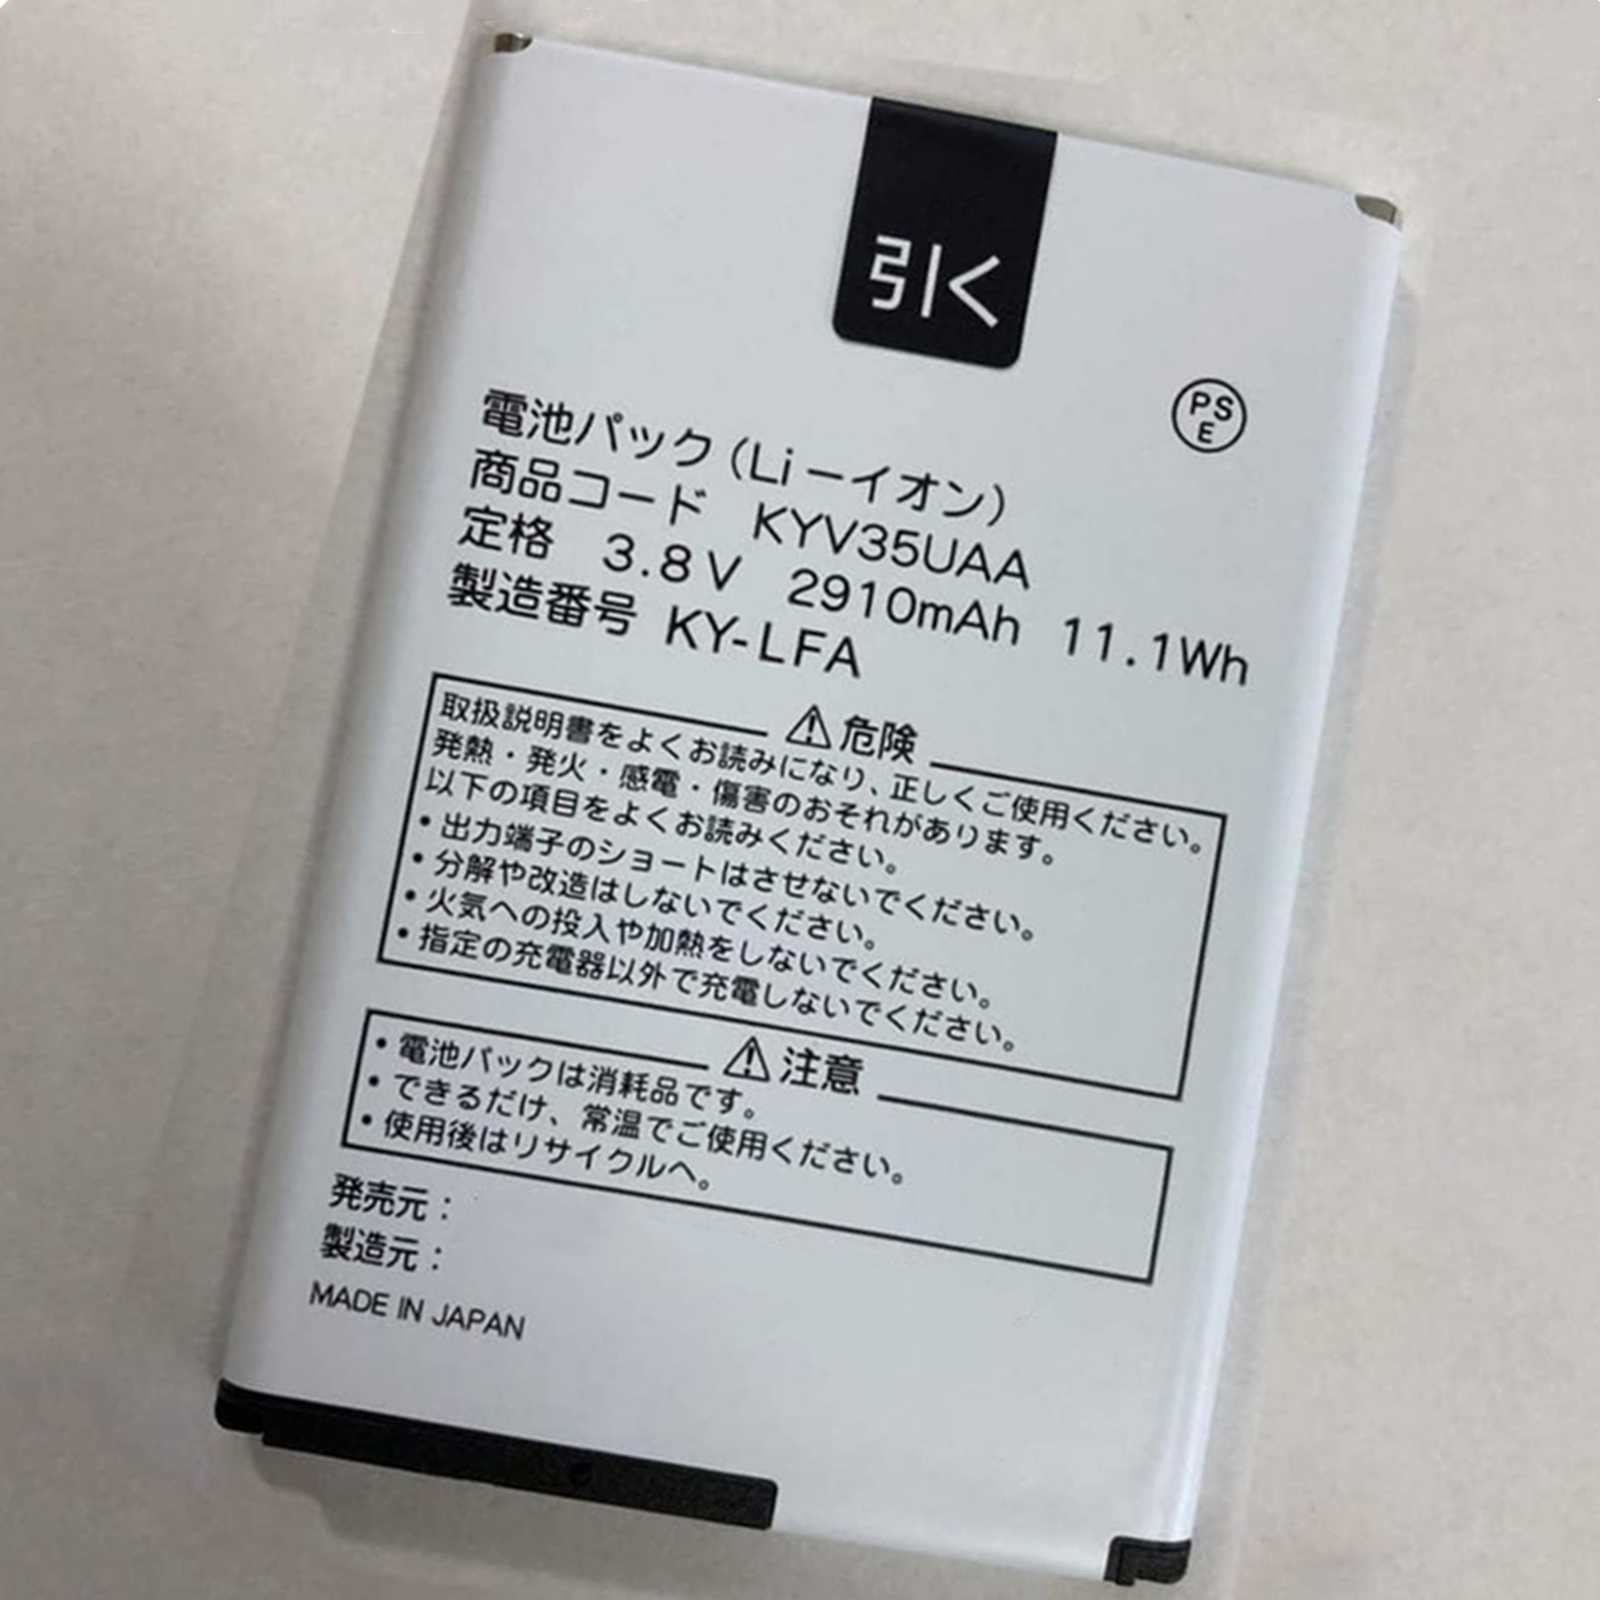 引く
PS
E
電池パック(Liーイオン)
商品コード KYV35UAA
定格 3.8V 2910mAh 11.1Wh
製造番号 KY-LFA
危険
取扱説明書をよくお読みになり、正しくご使用ください。
発熱・発火・感電・傷害のおそれがあります。
以下の項目をよくお読みください。
・出力端子のショートはさせないでください。
・分解や改造はしないでください。
・火気への投入や加熱をしないでください。
・指定の充電器以外で充電しないでください。
注意
・電池パックは消耗品です。
・できるだけ、常温でご使用ください。
・使用後はリサイクルへ。
発売元:
製造元:
MADE IN JAPAN